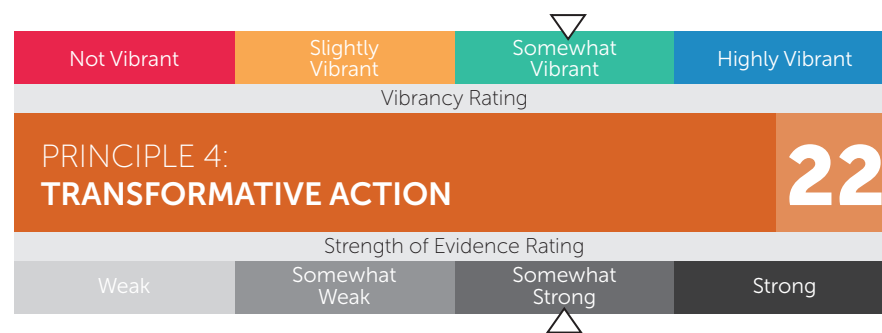 Not Vibrant
Slightly
Vibrant
Somewhat
Vibrant
Highly Vibrant
Vibrancy Rating
PRINCIPLE 4:
TRANSFORMATIVE ACTION
22
Strength of Evidence Rating
Weak
Somewhat
Weak
Somewhat
Strong
Strong